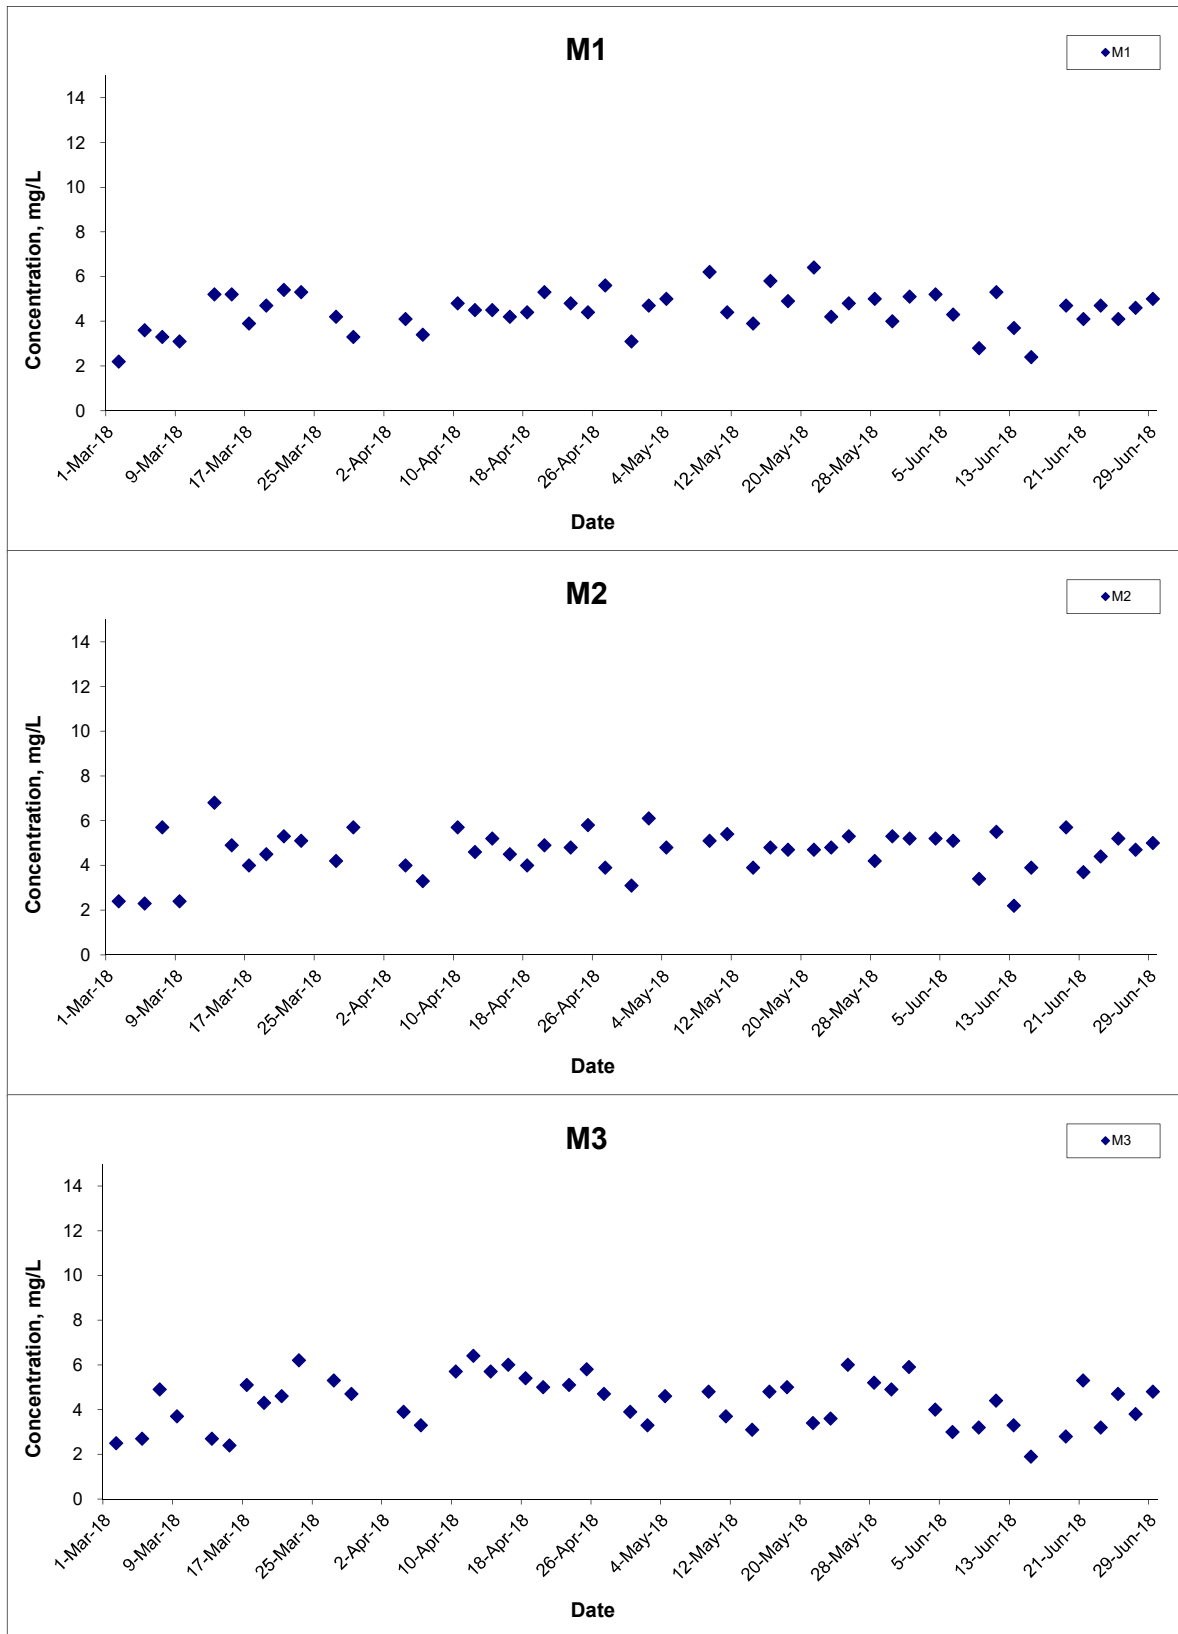 M1
M1
Concentration, mg/L
14
12
10
8
6
4
2
0
1-Mar-18
9-Mar-18
17-Mar-18
25-Mar-18
2-Apr-18
10-Apr-18
18-Apr-18
26-Apr-18
4-May-18
12-May-18
20-May-18
28-May-18
5-Jun-18
13-Jun-18
21-Jun-18
29-Jun-18
Date
M2
M2
Concentration, mg/L
14
12
10
8
6
4
2
0
1-Mar-18
9-Mar-18
17-Mar-18
25-Mar-18
2-Apr-18
10-Apr-18
18-Apr-18
26-Apr-18
4-May-18
12-May-18
20-May-18
28-May-18
5-Jun-18
13-Jun-18
21-Jun-18
29-Jun-18
Date
M3
M3
Concentration, mg/L
14
12
10
8
6
4
2
0
1-Mar-18
9-Mar-18
17-Mar-18
25-Mar-18
2-Apr-18
10-Apr-18
18-Apr-18
26-Apr-18
4-May-18
12-May-18
20-May-18
28-May-18
5-Jun-18
13-Jun-18
21-Jun-18
29-Jun-18
Date